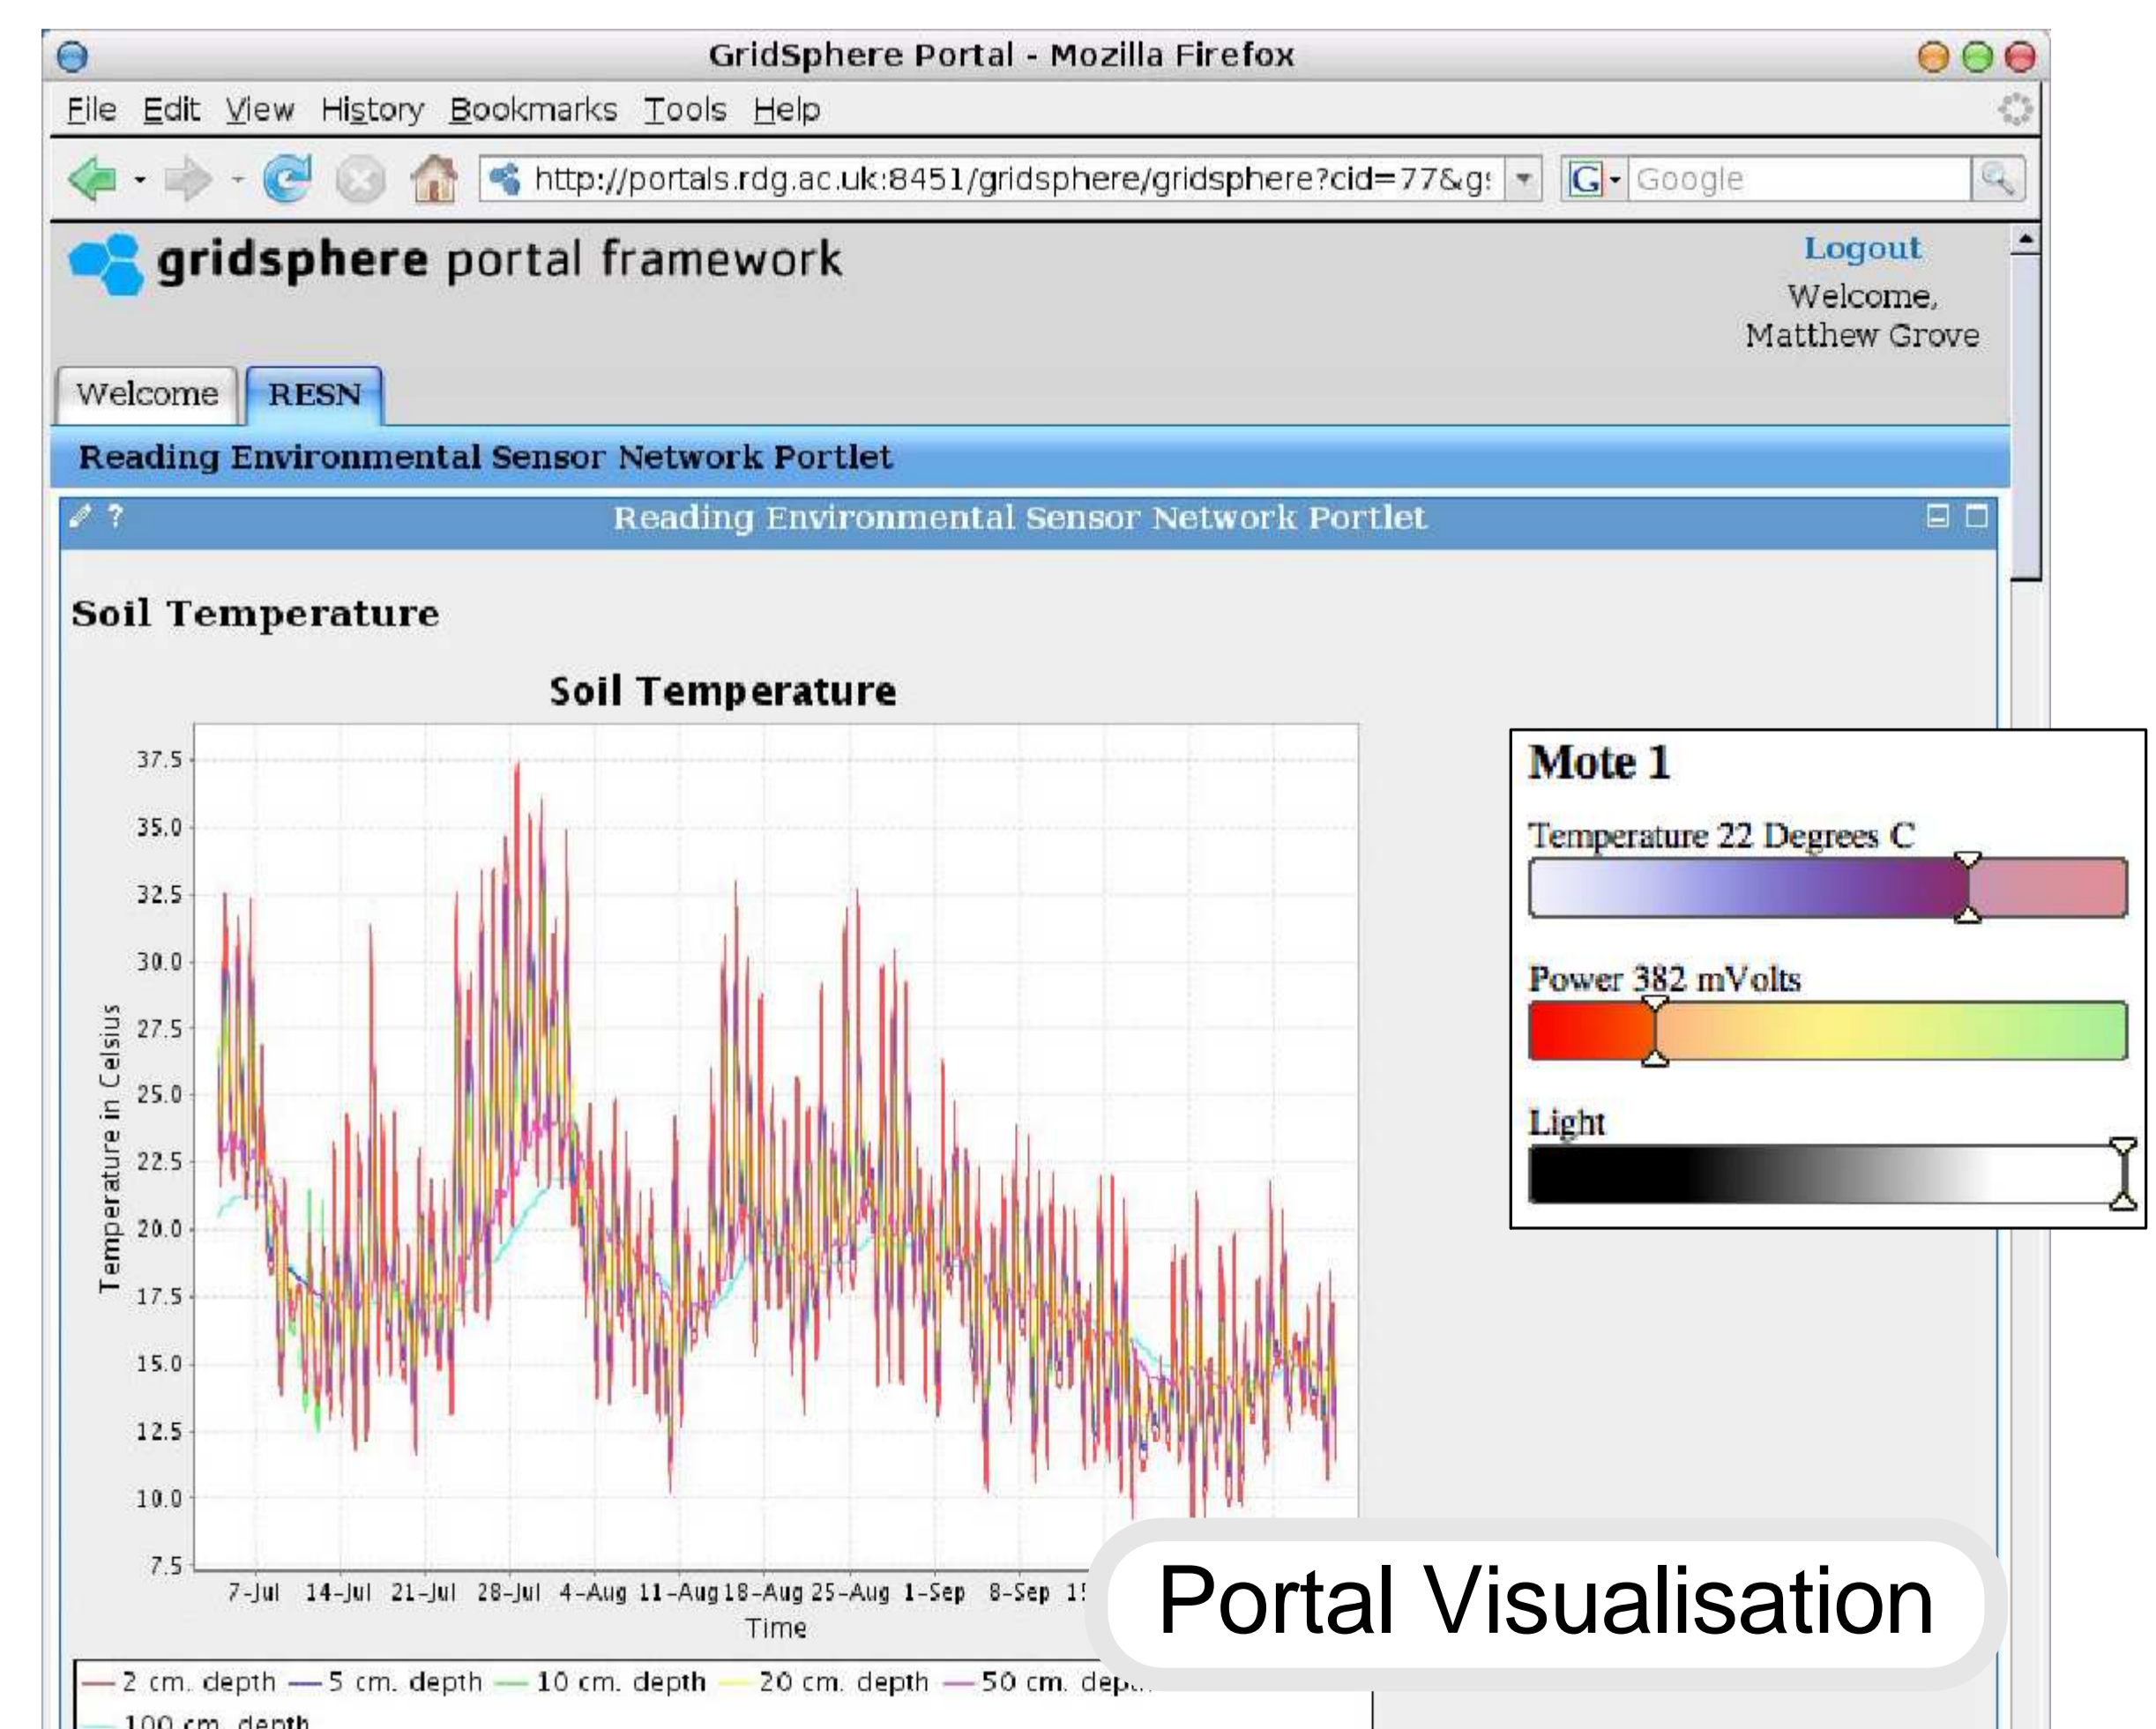 GridSphere Portal - Mozilla Firefox
File Edit View History Bookmarks Tools Help
http://portals.rdg.ac.uk:8451/gridsphere/gridsphere?cid=77&g: G Google
gridsphere portal framework
Logout
Welcome,
Matthew Grove
Welcome RESN
Reading Environmental Sensor Network Portlet
? Reading Environmental Sensor Network Portlet
Soil Temperature
Soil Temperature
Temperature in Celsius
37.5
35.0
32.5
30.0
27.5
25.0
22.5
20.0
17.5
15.0
12.5
10.0
7.5
7-Jul 14-Jul 21-Jul 28-Jul 4-Aug 11-Aug 18-Aug 25-Aug 1-Sep 8-Sep
Time
2 cm. depth 5 cm. depth 10 cm. depth 20 cm. depth 50 cm.
100 cm. depth
Mote 1
Temperature 22 Degrees C
Power 382 mVolts
Light
Portal Visualisation